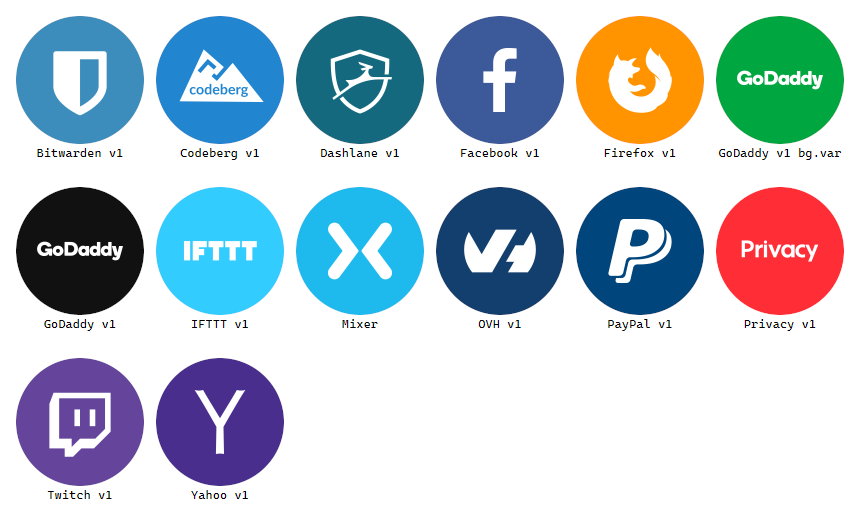 codeberg
GoDaddy
Bitwarden v1
Codeberg v1
Dashlane v1
Facebook v1
Firefox v1
GoDaddy v1 bg.var
GoDaddy
IFTTT
Privacy
GoDaddy v1
IFTTT v1
Mixer
OVH v1
PayPal v1
Privacy v1
Twitch v1
Yahoo v1